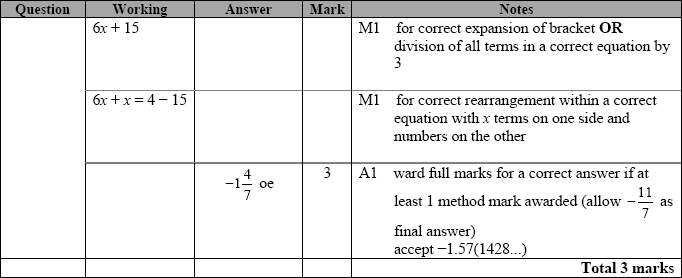 Question Working Answer Mark Notes
6x + 15 M1 for correct expansion of bracket OR
division of all terms in a correct equation by
3
6x + x = 4 − 15 M1 for correct rearrangement within a correct
equation with x terms on one side and
numbers on the other
−1 4/7 oe 3 A1 ward full marks for a correct answer if at
least 1 method mark awarded (allow −11/7 as
final answer)
accept −1.57(1428...)
Total 3 marks